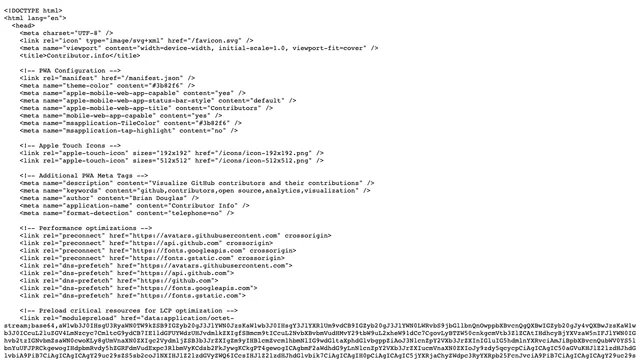 <!DOCTYPE html>
<html lang="en">
<head>
<meta charset="UTF-8" />
<link rel="icon" type="image/svg+xml" href="/favicon.svg" />
<meta name="viewport" content="width=device-width, initial-scale=1.0, viewport-fit=cover" />
<title>Contributor.info</title>
<!-- PWA Configuration -->
<link rel="manifest" href="/manifest.json" />
<meta name="theme-color" content="#3b82f6" />
<meta name="apple-mobile-web-app-capable" content="yes" />
<meta name="apple-mobile-web-app-status-bar-style" content="default" />
<meta name="apple-mobile-web-app-title" content="Contributors" />
<meta name="mobile-web-app-capable" content="yes" />
<meta name="msapplication-TileColor" content="#3b82f6" />
<meta name="msapplication-tap-highlight" content="no" />
<!-- Apple Touch Icons -->
<link rel="apple-touch-icon" sizes="192x192" href="/icons/icon-192x192.png" />
<link rel="apple-touch-icon" sizes="512x512" href="/icons/icon-512x512.png" />
<!-- Additional PWA Meta Tags -->
<meta name="description" content="Visualize GitHub contributors and their contributions" />
<meta name="keywords" content="github,contributors,open source,analytics,visualization" />
<meta name="author" content="Brian Douglas" />
<meta name="application-name" content="Contributor Info" />
<meta name="format-detection" content="telephone=no" />
<!-- Performance optimizations -->
<link rel="preconnect" href="https://avatars.githubusercontent.com" crossorigin>
<link rel="preconnect" href="https://api.github.com" crossorigin>
<link rel="preconnect" href="https://fonts.googleapis.com" crossorigin>
<link rel="preconnect" href="https://fonts.gstatic.com" crossorigin>
<link rel="dns-prefetch" href="https://avatars.githubusercontent.com">
<link rel="dns-prefetch" href="https://api.github.com">
<link rel="dns-prefetch" href="https://github.com">
<link rel="dns-prefetch" href="https://fonts.googleapis.com">
<link rel="dns-prefetch" href="https://fonts.gstatic.com">
<!-- Preload critical resources for LCP optimization -->
<link rel="modulepreload" href="data:application/octet-